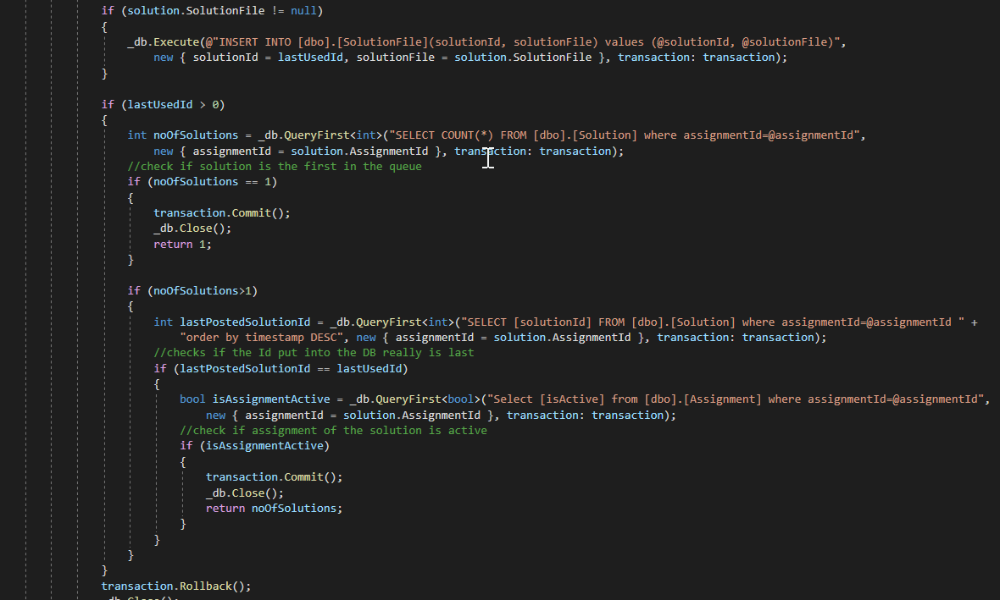 if (solution.SolutionFile != null)
{
_db.Execute(@"INSERT INTO [dbo].[SolutionFile](solutionId, solutionFile) values (@solutionId, @solutionFile)",
new { solutionId = lastUsedId, solutionFile = solution.SolutionFile }, transaction: transaction);
}
if (lastUsedId > 0)
{
int noOfSolutions = _db.QueryFirst<int>("SELECT COUNT(*) FROM [dbo].[Solution] where assignmentId=@assignmentId",
new { assignmentId = solution.AssignmentId }, transaction: transaction);
//check if solution is the first in the queue
if (noOfSolutions == 1)
{
transaction.Commit();
_db.Close();
return 1;
}
if (noOfSolutions>1)
{
int lastPostedSolutionId = _db.QueryFirst<int>("SELECT [solutionId] FROM [dbo].[Solution] where assignmentId=@assignmentId " +
"order by timestamp DESC", new { assignmentId = solution.AssignmentId }, transaction: transaction);
//checks if the Id put into the DB really is last
if (lastPostedSolutionId == lastUsedId)
{
bool isAssignmentActive = _db.QueryFirst<bool>("Select [isActive] from [dbo].[Assignment] where assignmentId=@assignmentId",
new { assignmentId = solution.AssignmentId }, transaction: transaction);
//check if assignment of the solution is active
if (isAssignmentActive)
{
transaction.Commit();
_db.Close();
return noOfSolutions;
}
}
}
}
transaction.Rollback();
_db.Close();